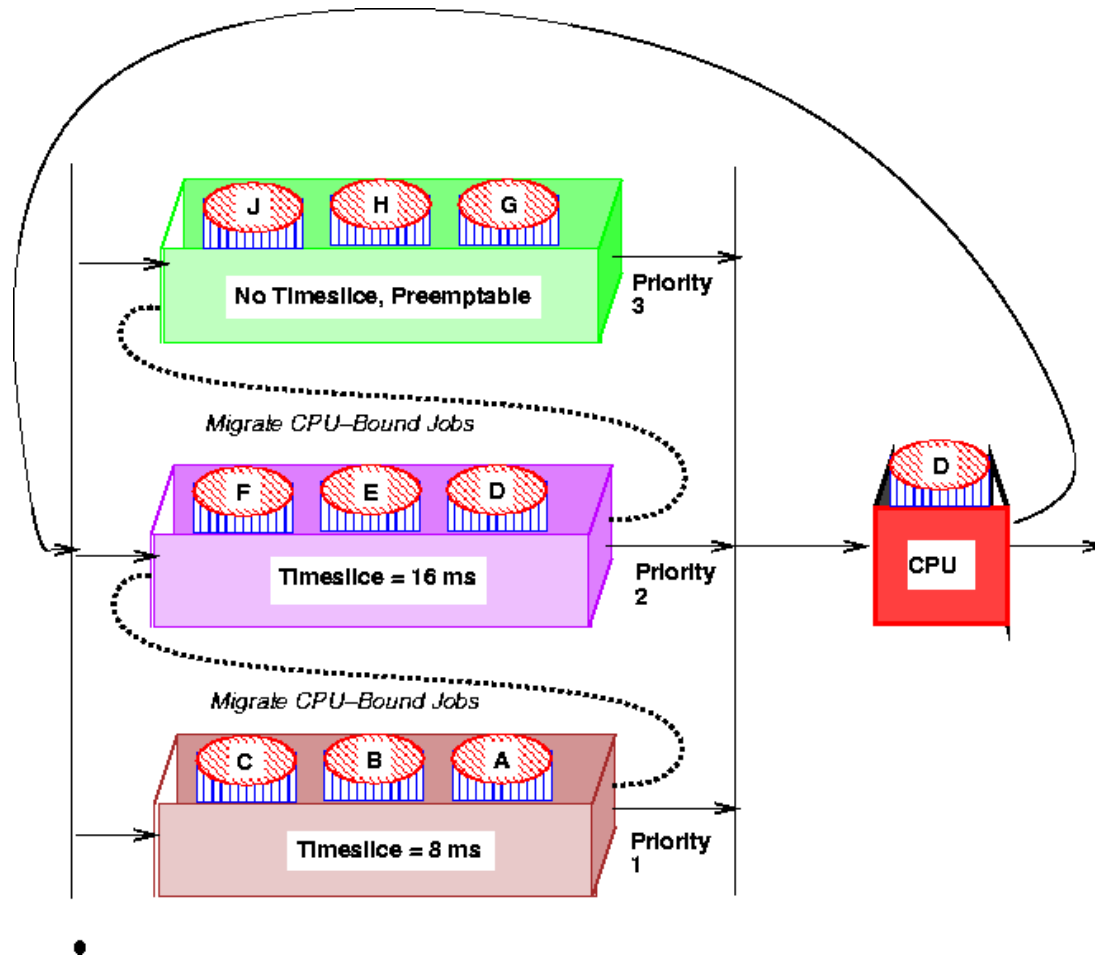 J H G
No Timeslice, Preemptable
Priority
3
Migrate CPU–Bound Jobs
F E D
D
Timeslice = 16 ms
Priority
2
CPU
Migrate CPU–Bound Jobs
C B A
Timeslice = 8 ms
Priority
1